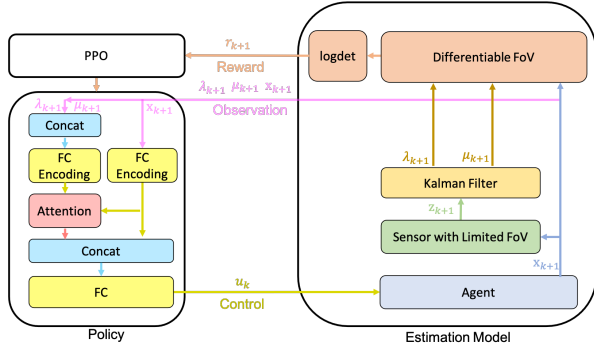 PPO
r_{k+1}
Reward
logdet
Differentiable FoV
λ_{k+1} μ_{k+1} x_{k+1}
Observation
λ_{k+1} μ_{k+1}
x_{k+1}
Concat
FC
Encoding
FC
Encoding
Attention
Concat
FC
Policy
λ_{k+1}
μ_{k+1}
Kalman Filter
z_{k+1}
Sensor with Limited FoV
x_{k+1}
u_k
Control
Agent
Estimation Model